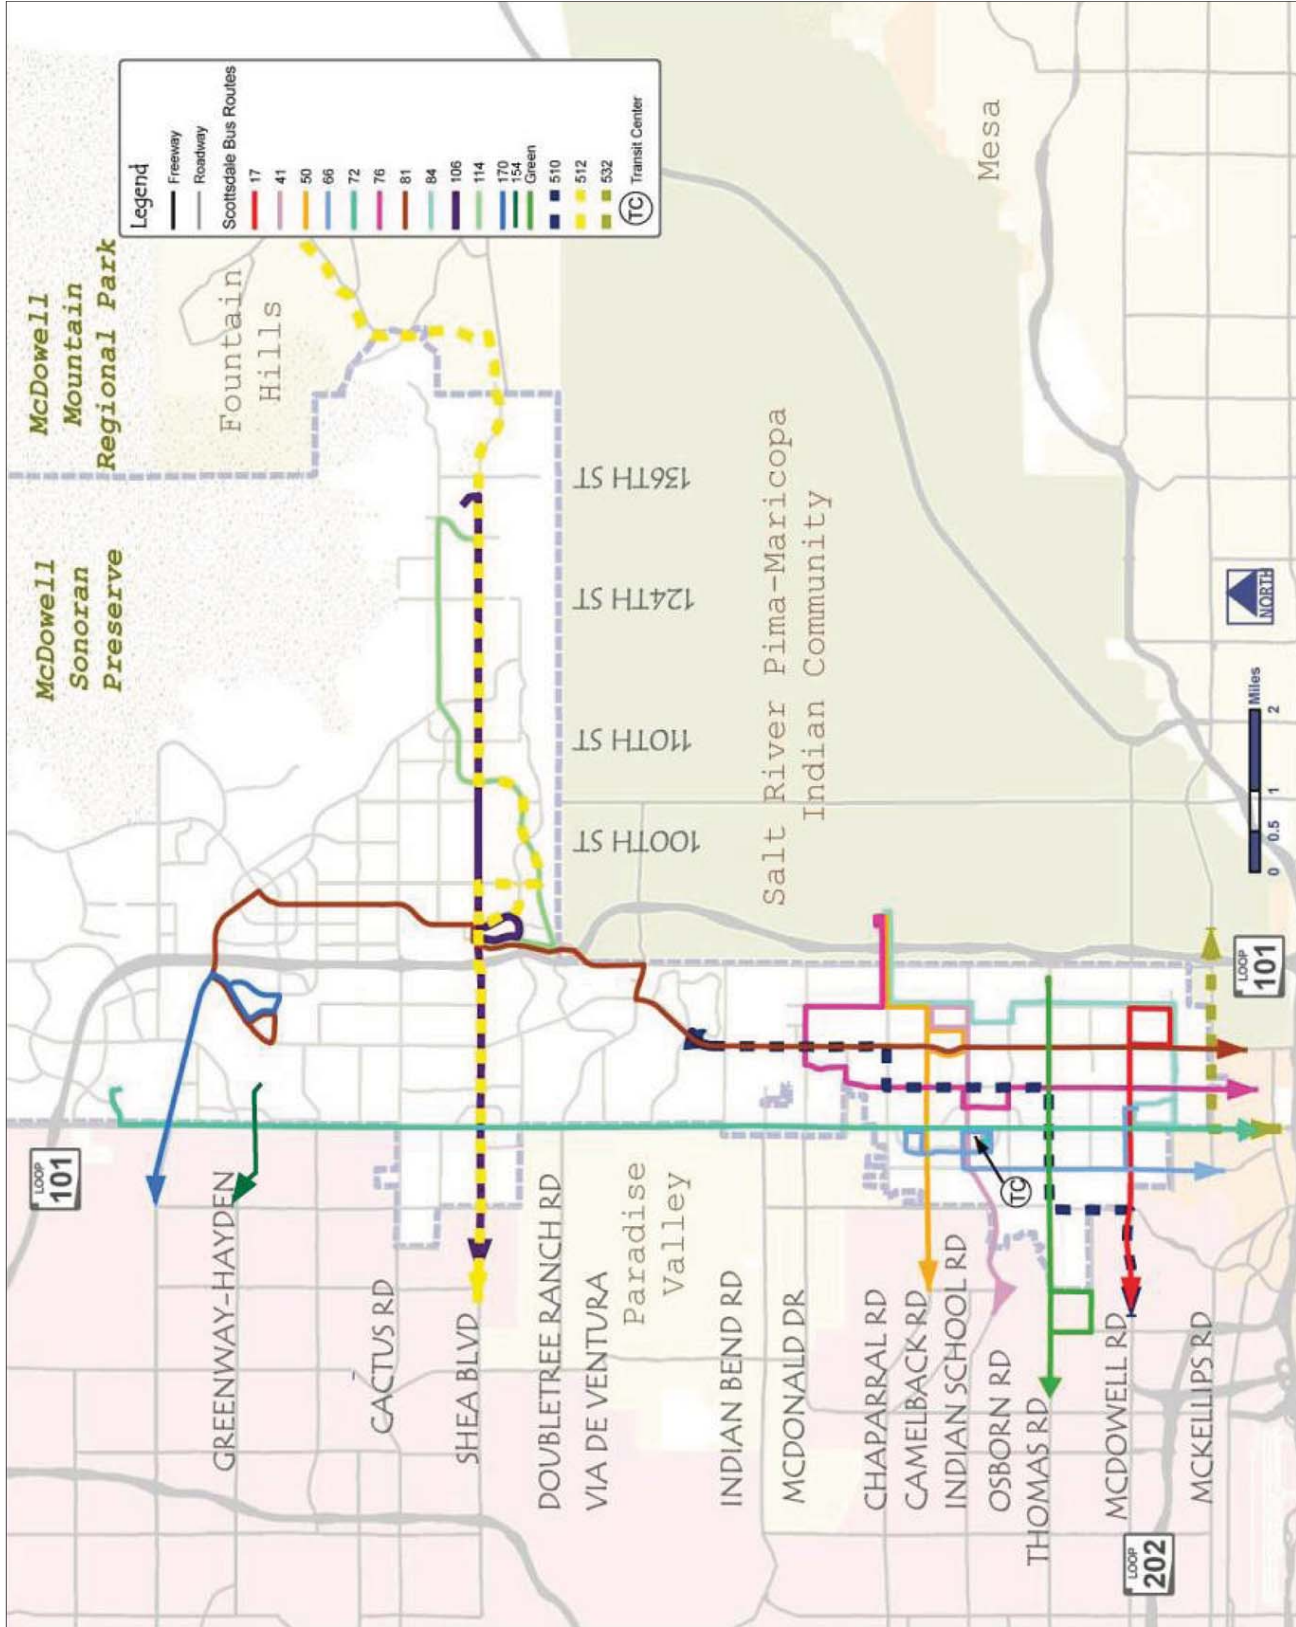 Legend
Freeway
Roadway
Scottsdale Bus Routes
17
41
50
66
72
76
81
84
106
114
170
154
Green
510
512
532
TC Transit Center
McDowell
Mountain
Regional Park
Fountain
Hills
McDowell
Sonoran
Preserve
Mesa
136TH ST
124TH ST
110TH ST
100TH ST
Salt River Pima-Maricopa
Indian Community
NORTH
Miles
0 0.5 1 2
LOOP
101
LOOP
101
TC
GREENWAY-HAYDEN
CACTUS RD
SHEA BLVD
DOUBLETREE RANCH RD
VIA DE VENTURA
Paradise
Valley
INDIAN BEND RD
MCDONALD DR
CHAPARRAL RD
CAMELBACK RD
INDIAN SCHOOL RD
OSBORN RD
THOMAS RD
MCDOWELL RD
MCKELLIPS RD
LOOP
202